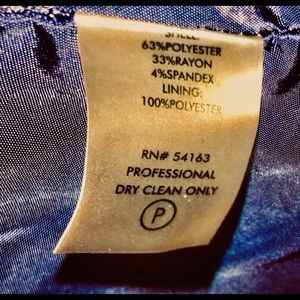 SHELL:
63%POLYESTER
33%RAYON
4%SPANDEX
LINING:
100%POLYESTER
RN# 54163
PROFESSIONAL
DRY CLEAN ONLY
P